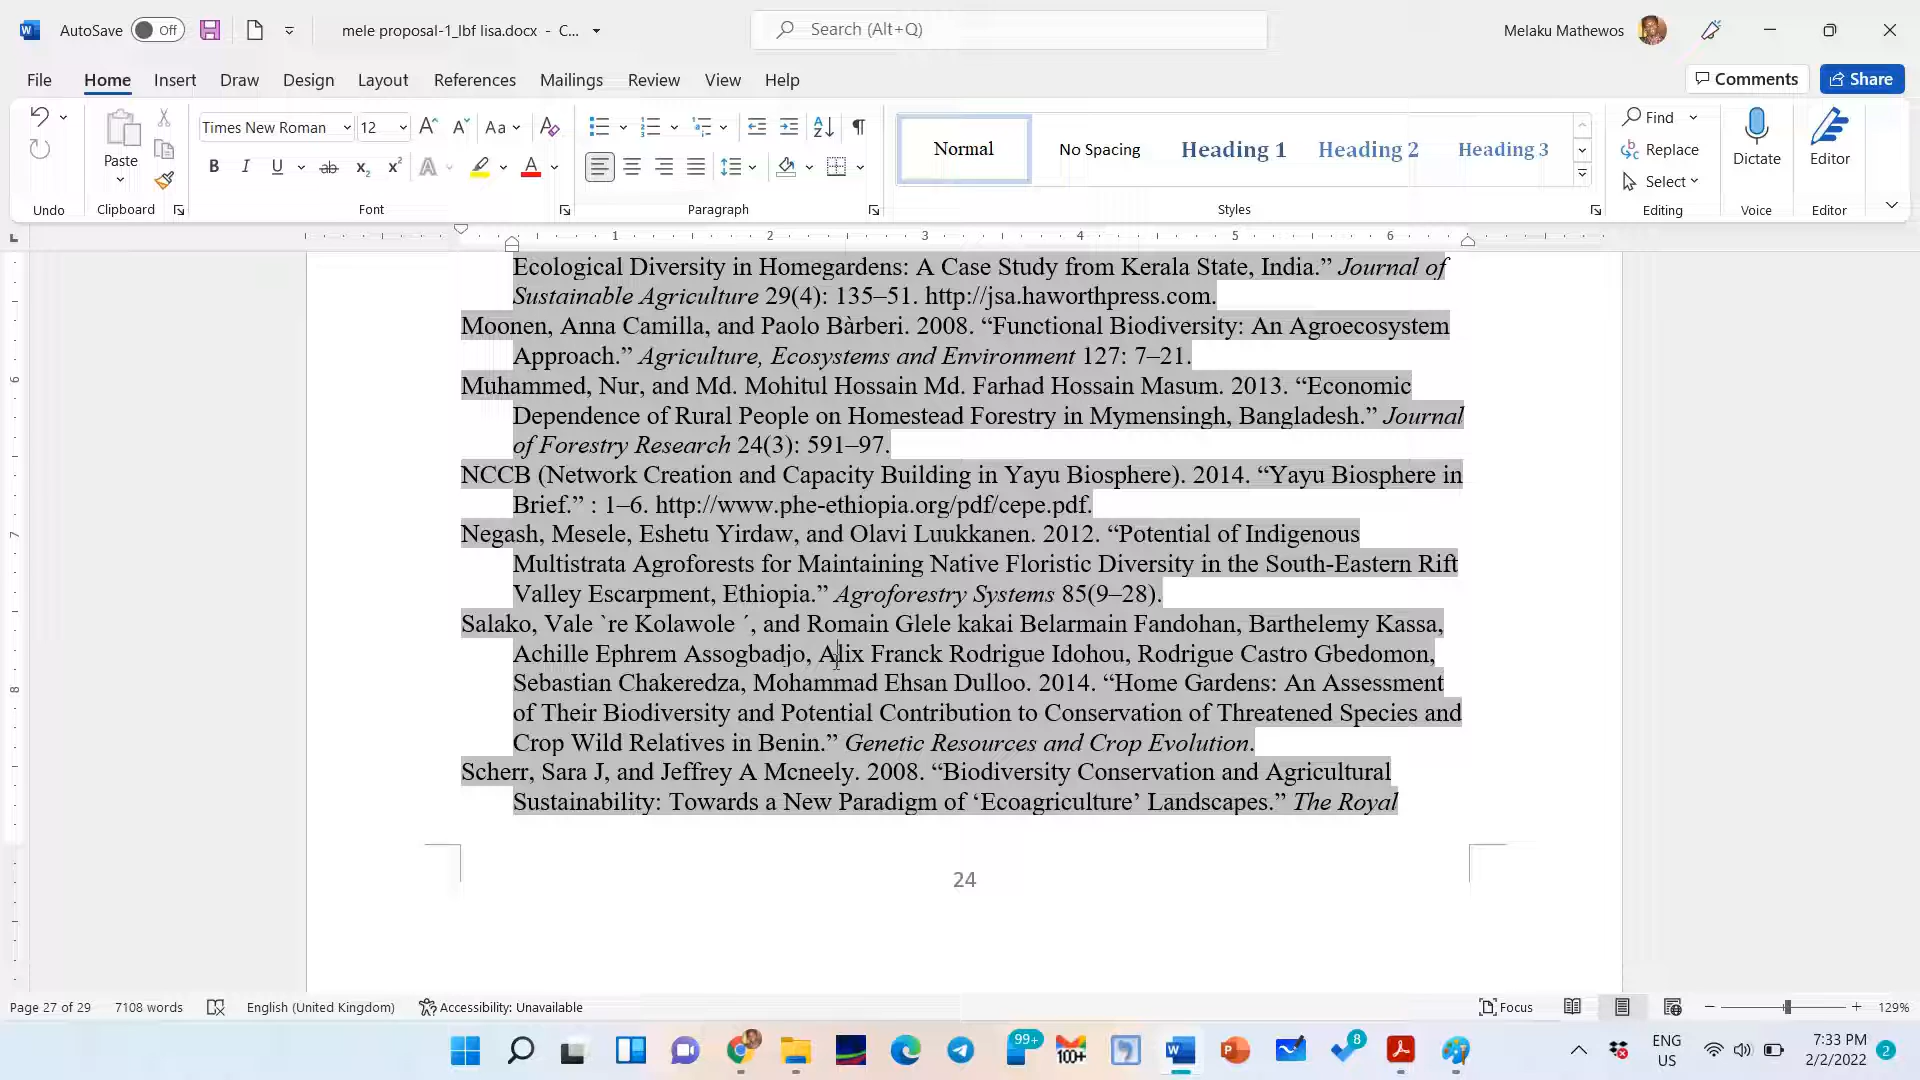 AutoSave Off mele proposal-1_lbf lisa.docx - C... Search (Alt+Q) Melaku Mathewos
File Home Insert Draw Design Layout References Mailings Review View Help Comments Share
Paste Times New Roman 12 Aa Normal No Spacing Heading 1 Heading 2 Heading 3 Find Replace Select Dictate Editor
Undo Clipboard Font Paragraph Styles Editing Voice Editor
1 2 3 4 5 6
6
7
8
Ecological Diversity in Homegardens: A Case Study from Kerala State, India.” Journal of
Sustainable Agriculture 29(4): 135–51. http://jsa.haworthpress.com.
Moonen, Anna Camilla, and Paolo Bàrberi. 2008. “Functional Biodiversity: An Agroecosystem
Approach.” Agriculture, Ecosystems and Environment 127: 7–21.
Muhammed, Nur, and Md. Mohitul Hossain Md. Farhad Hossain Masum. 2013. “Economic
Dependence of Rural People on Homestead Forestry in Mymensingh, Bangladesh.” Journal
of Forestry Research 24(3): 591–97.
NCCB (Network Creation and Capacity Building in Yayu Biosphere). 2014. “Yayu Biosphere in
Brief.” : 1–6. http://www.phe-ethiopia.org/pdf/cepe.pdf.
Negash, Mesele, Eshetu Yirdaw, and Olavi Luukkanen. 2012. “Potential of Indigenous
Multistrata Agroforests for Maintaining Native Floristic Diversity in the South-Eastern Rift
Valley Escarpment, Ethiopia.” Agroforestry Systems 85(9–28).
Salako, Vale `re Kolawole ´, and Romain Glele kakai Belarmain Fandohan, Barthelemy Kassa,
Achille Ephrem Assogbadjo, Alix Franck Rodrigue Idohou, Rodrigue Castro Gbedomon,
Sebastian Chakeredza, Mohammad Ehsan Dulloo. 2014. “Home Gardens: An Assessment
of Their Biodiversity and Potential Contribution to Conservation of Threatened Species and
Crop Wild Relatives in Benin.” Genetic Resources and Crop Evolution.
Scherr, Sara J, and Jeffrey A Mcneely. 2008. “Biodiversity Conservation and Agricultural
Sustainability: Towards a New Paradigm of ‘Ecoagriculture’ Landscapes.” The Royal
24
Page 27 of 29 7108 words English (United Kingdom) Accessibility: Unavailable Focus 129%
99+ 100+ 8 ENG US 7:33 PM 2/2/2022 2